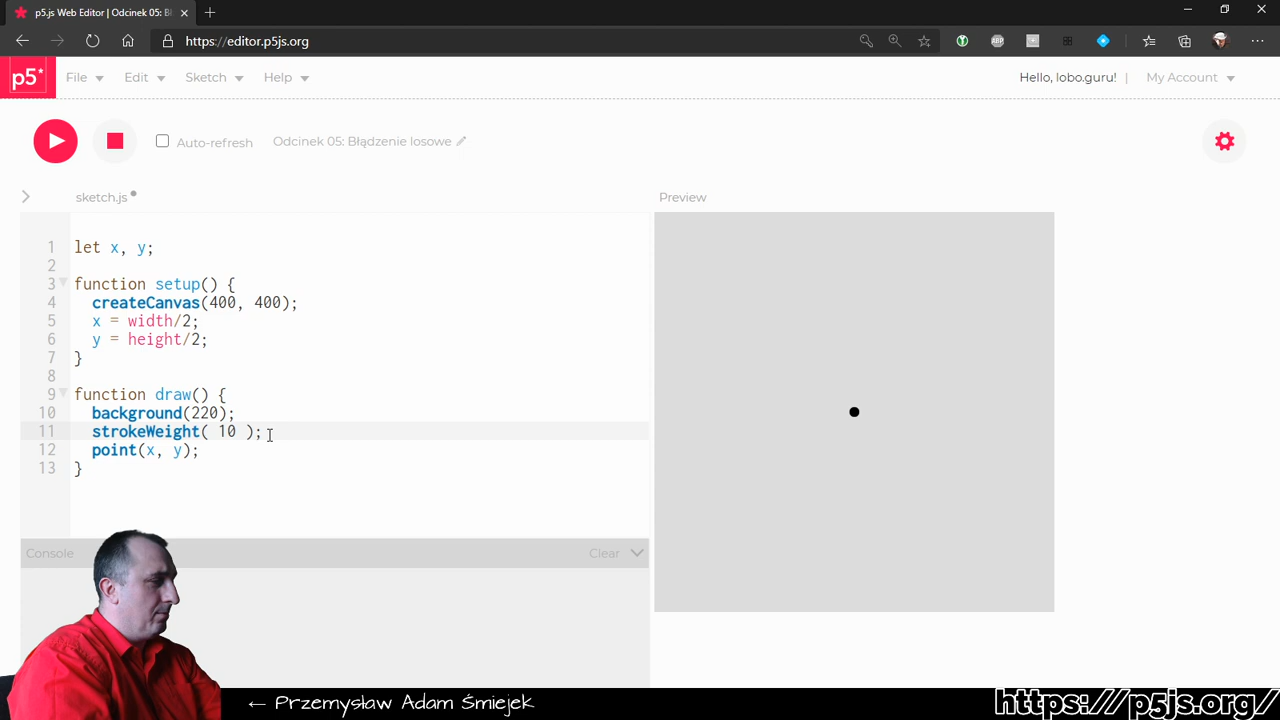 p5.js Web Editor | Odcinek 05: Bł
https://editor.p5js.org
ABP
p5*
File
Edit
Sketch
Help
Hello, lobo.guru! |
My Account
Auto-refresh
Odcinek 05: Błądzenie losowe
sketch.js
Preview
1 let x, y;
2
3 function setup() {
4 createCanvas(400, 400);
5 x = width/2;
6 y = height/2;
7 }
8
9 function draw() {
10 background(220);
11 strokeWeight( 10 );
12 point(x, y);
13 }
Console
Clear
← Przemysław Adam Śmiejek
https://p5js.org/